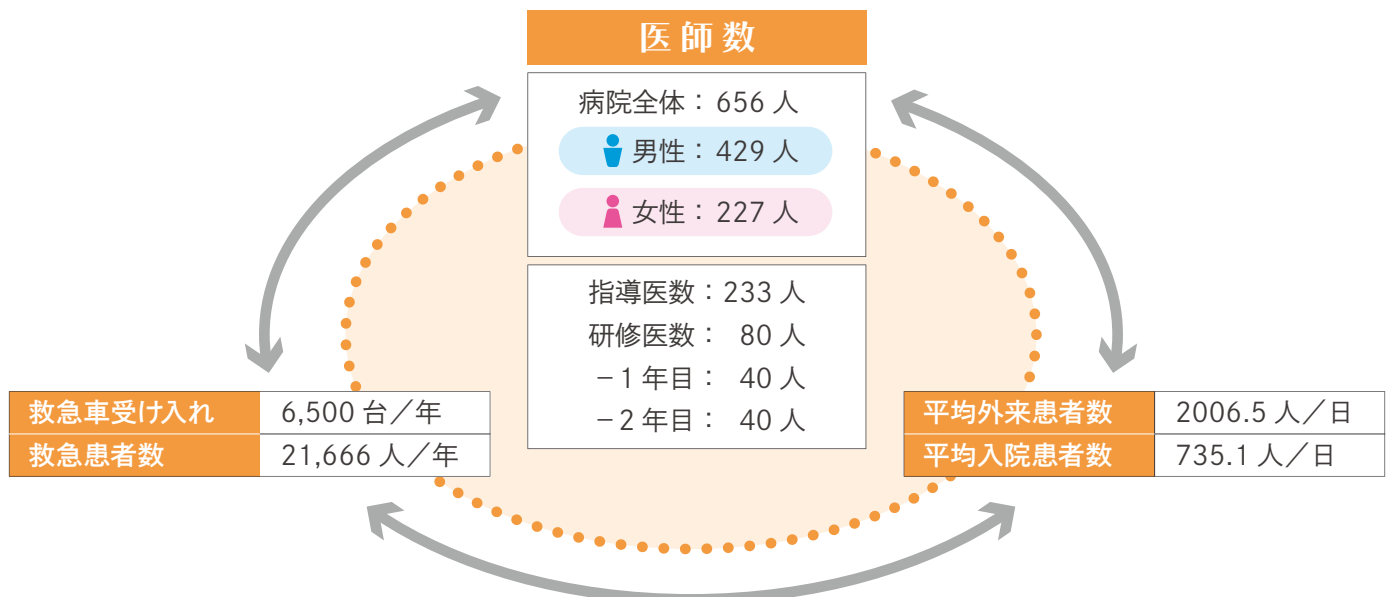 医師数
病院全体：656 人
男性：429 人
女性：227 人
指導医数：233 人
研修医数： 80 人
－1 年目： 40 人
－2 年目： 40 人
救急車受け入れ 6,500 台／年
救急患者数 21,666 人／年
平均外来患者数 2006.5 人／日
平均入院患者数 735.1 人／日